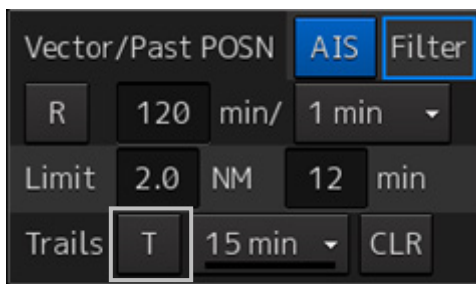 Vector/Past POSN AIS Filter
R 120 min/ 1 min
Limit 2.0 NM 12 min
Trails T 15 min CLR